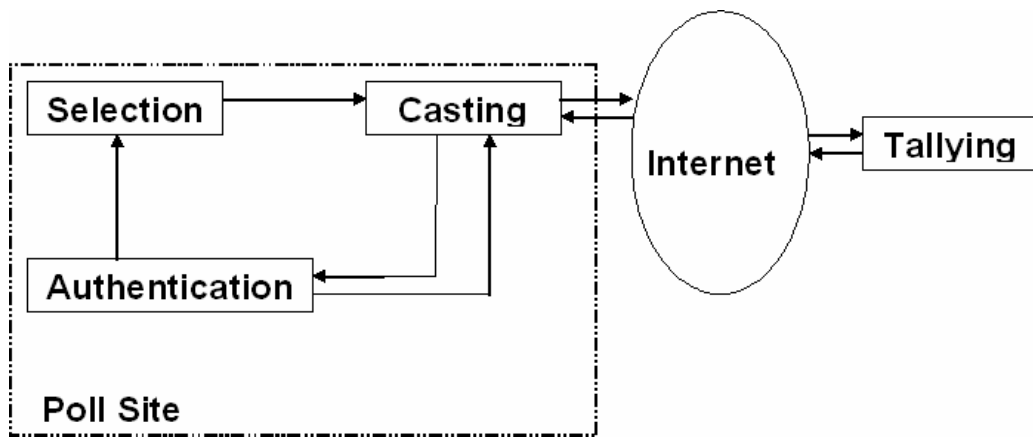 Selection
Casting
Internet
Tallying
Authentication
Poll Site